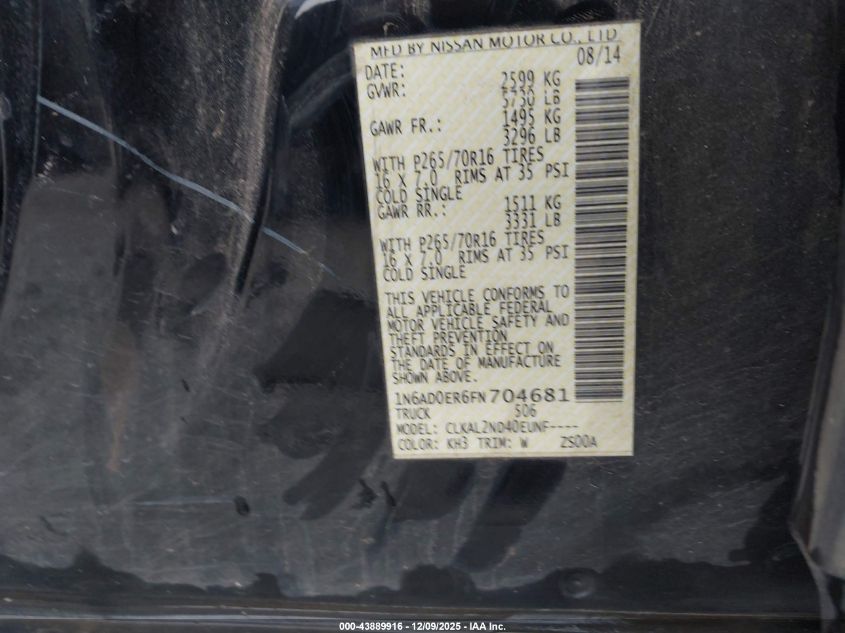 MFD BY NISSAN MOTOR CO., LTD
DATE: 08/14
GVWR: 2599 KG
5730 LB
GAWR FR.: 1495 KG
3296 LB
WITH P265/70R16 TIRES
16 X 7.0 RIMS AT 35 PSI
COLD SINGLE
GAWR RR.: 1511 KG
3331 LB
WITH P265/70R16 TIRES
16 X 7.0 RIMS AT 35 PSI
COLD SINGLE
THIS VEHICLE CONFORMS TO
ALL APPLICABLE FEDERAL
MOTOR VEHICLE SAFETY AND
THEFT PREVENTION
STANDARDS IN EFFECT ON
THE DATE OF MANUFACTURE
SHOWN ABOVE.
1N6AD0ER6FN704681
TRUCK 506
MODEL: CLKAL2ND40EUNF----
COLOR: KH3 TRIM: W ZS00A
000-43889916 - 12/09/2025 - IAA Inc.